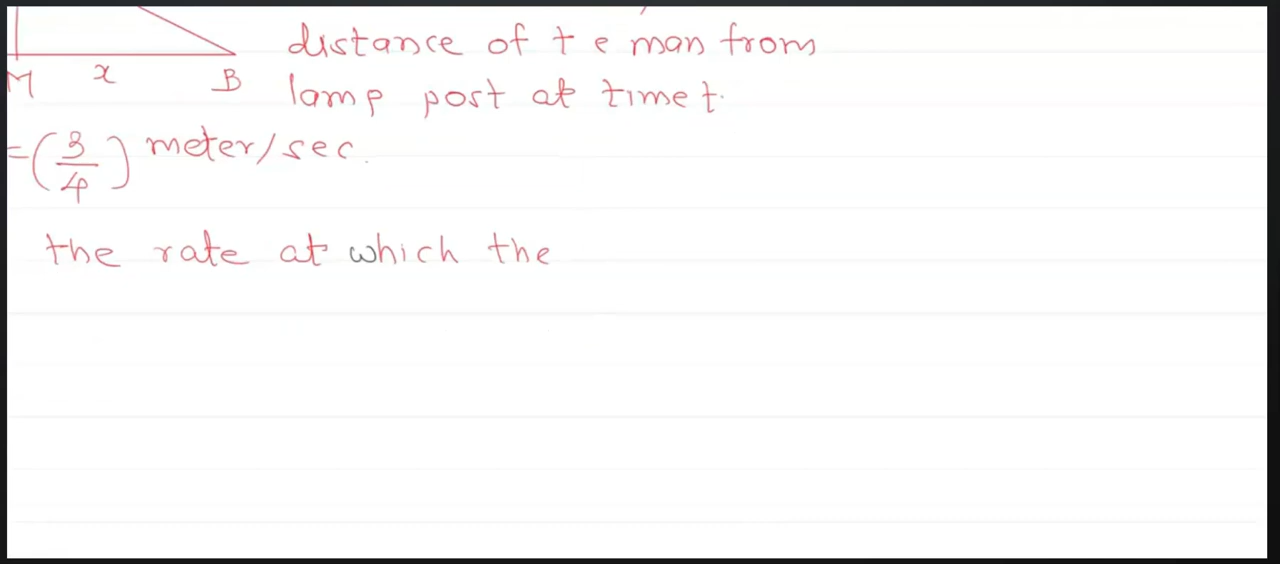 distance of t e man from
M x B lamp post at time t.
=(3/4) meter/sec.
the rate at which the